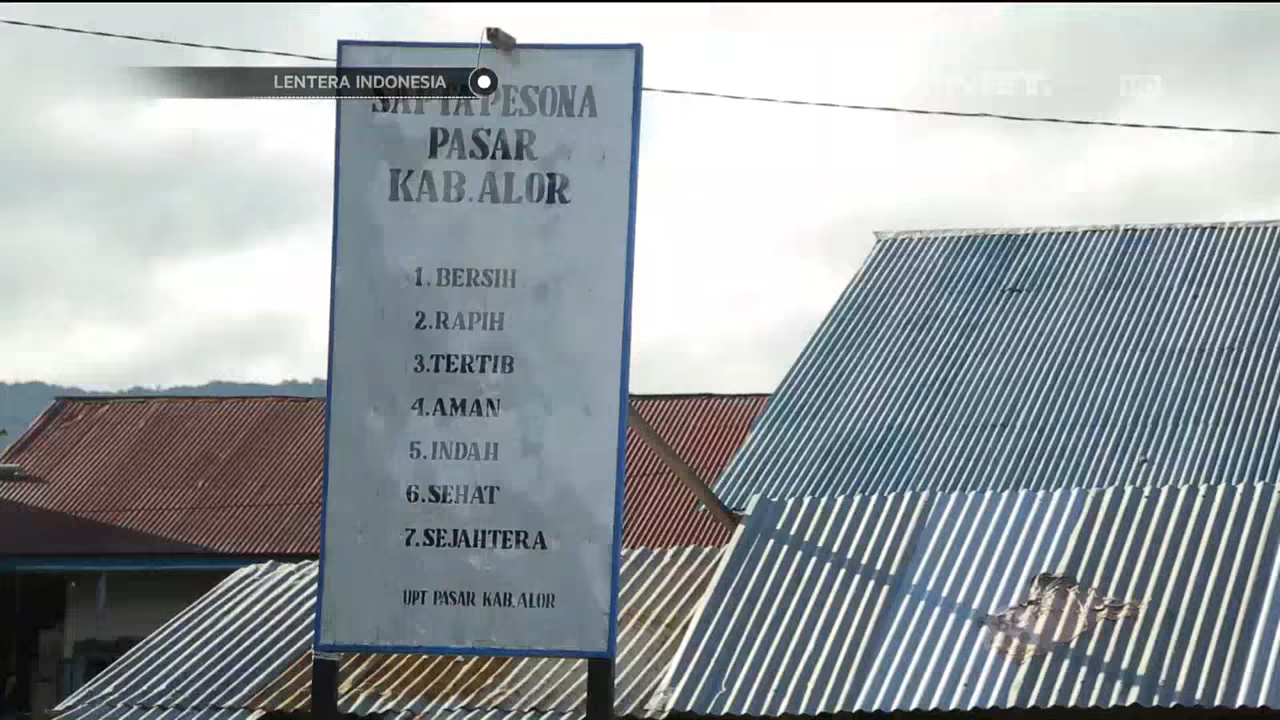 LENTERA INDONESIA
SAPTA PESONA
PASAR
KAB. ALOR
1. BERSIH
2. RAPIH
3. TERTIB
4. AMAN
5. INDAH
6. SEHAT
7. SEJAHTERA
UPT PASAR KAB. ALOR